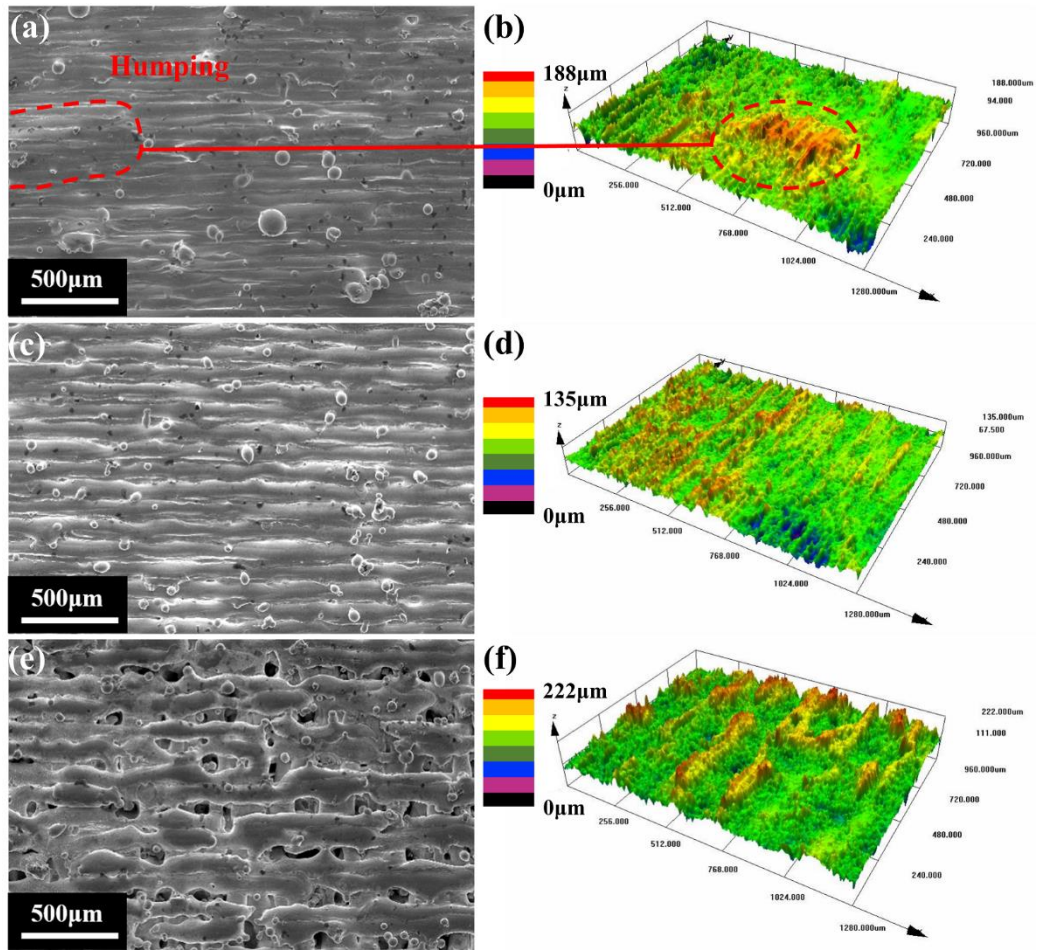 (a)
Humping
500μm
(b)
188μm
0μm
z
188.000um
94.000
960.000um
720.000
480.000
240.000
256.000
512.000
768.000
1024.000
1280.000um
(c)
500μm
(d)
135μm
0μm
z
135.000um
67.500
960.000um
720.000
480.000
240.000
256.000
512.000
768.000
1024.000
1280.000um
(e)
500μm
(f)
222μm
0μm
z
222.000um
111.000
960.000um
720.000
480.000
240.000
256.000
512.000
768.000
1024.000
1280.000um